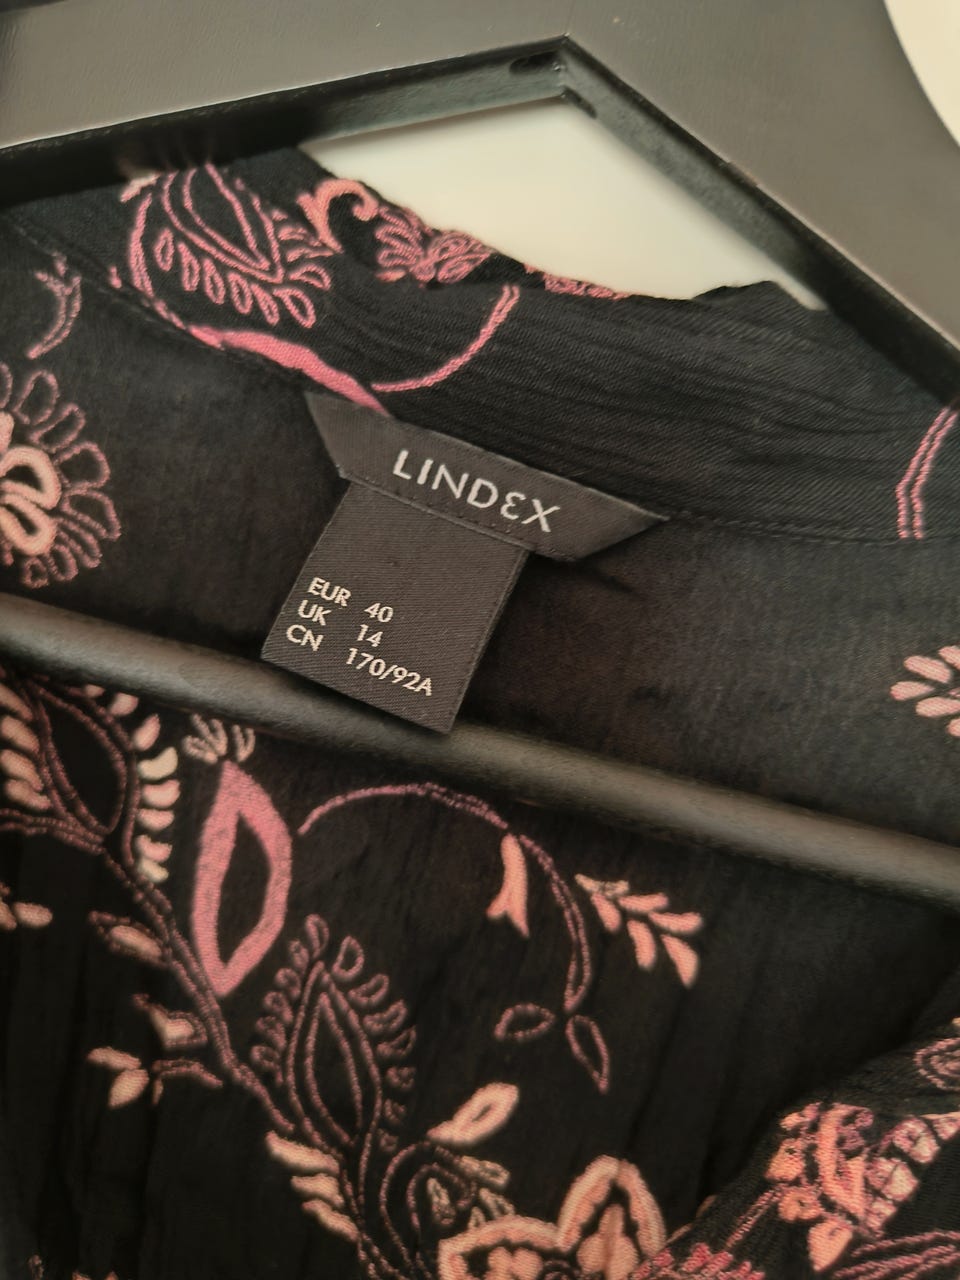 LINDEX
EUR 40
UK 14
CN 170/92A